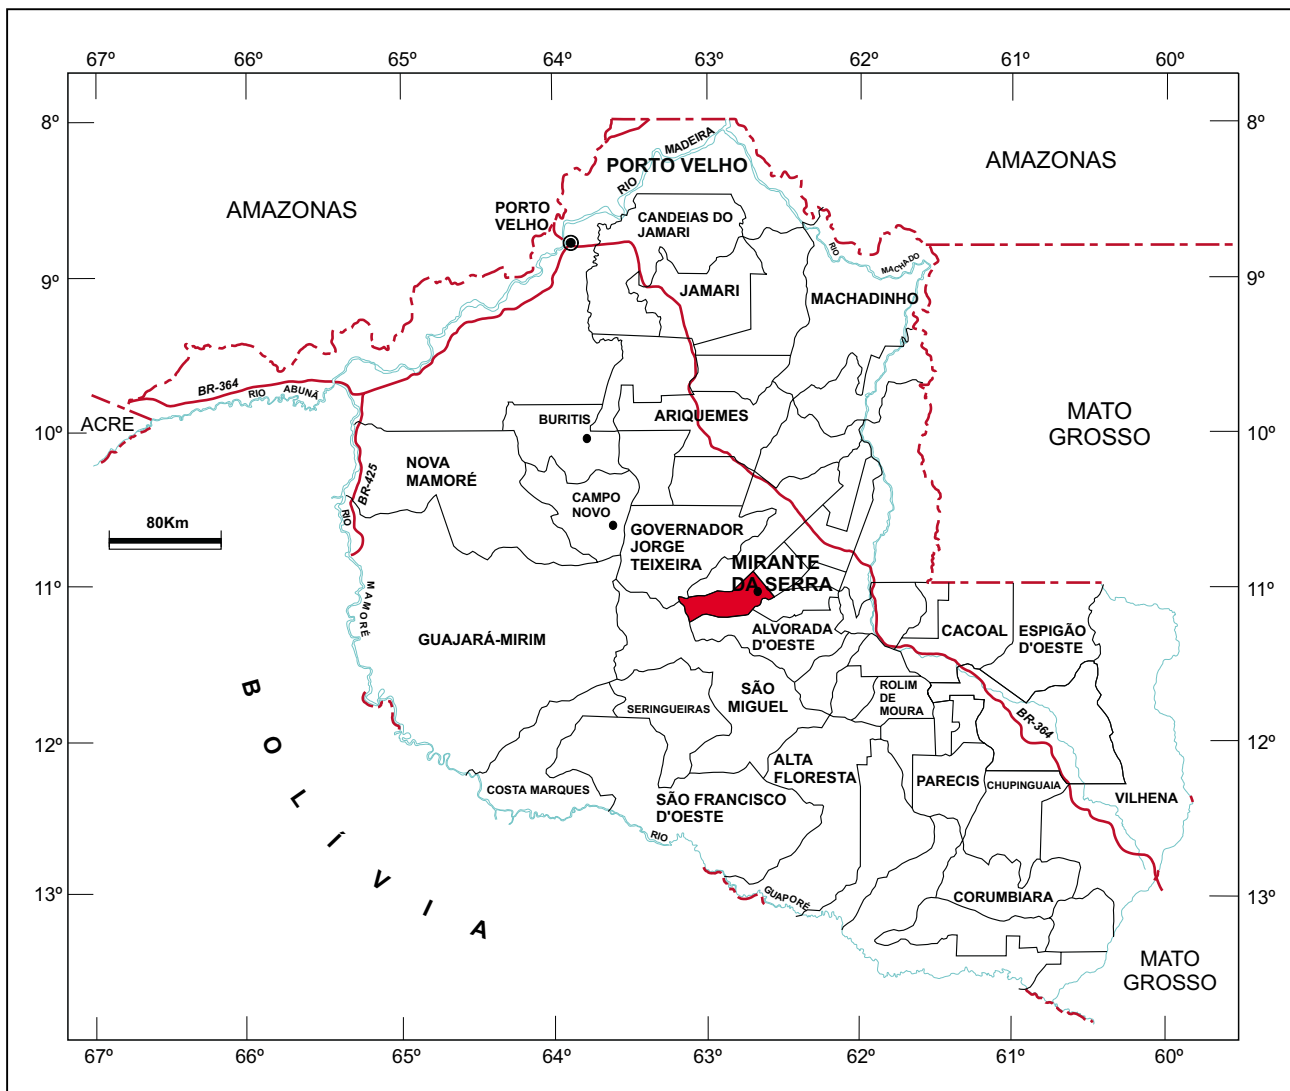 67º 66º 65º 64º 63º 62º 61º 60º
8º 8º
MADEIRA
PORTO VELHO
RIO
AMAZONAS
AMAZONAS
PORTO
VELHO
CANDEIAS DO
JAMARI
RIO
MACHADO
9º 9º
JAMARI
MACHADINHO
BR-364
RIO
ABUNÃ
ACRE
BURITIS
ARIQUEMES
MATO
GROSSO
10º 10º
NOVA
MAMORÉ
BR-425
CAMPO
NOVO
RIO
80Km
GOVERNADOR
JORGE
TEIXEIRA
MIRANTE
DA SERRA
11º 11º
MAMORÉ
GUAJARÁ-MIRIM
ALVORADA
D'OESTE
CACOAL
ESPIGÃO
D'OESTE
SÃO
MIGUEL
ROLIM
DE
MOURA
SERINGUEIRAS
BR-364
12º 12º
BOLÍVIA
ALTA
FLORESTA
PARECIS
CHUPINGUAIA
VILHENA
COSTA MARQUES
SÃO FRANCISCO
D'OESTE
RIO
GUAPORÉ
13º 13º
CORUMBIARA
MATO
GROSSO
67º 66º 65º 64º 63º 62º 61º 60º